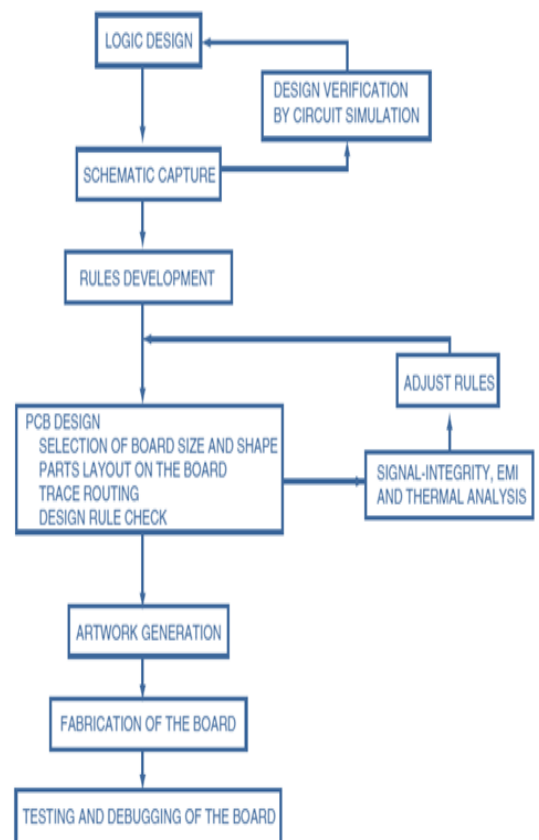 LOGIC DESIGN
DESIGN VERIFICATION
BY CIRCUIT SIMULATION
SCHEMATIC CAPTURE
RULES DEVELOPMENT
ADJUST RULES
PCB DESIGN
SELECTION OF BOARD SIZE AND SHAPE
PARTS LAYOUT ON THE BOARD
TRACE ROUTING
DESIGN RULE CHECK
SIGNAL-INTEGRITY, EMI
AND THERMAL ANALYSIS
ARTWORK GENERATION
FABRICATION OF THE BOARD
TESTING AND DEBUGGING OF THE BOARD